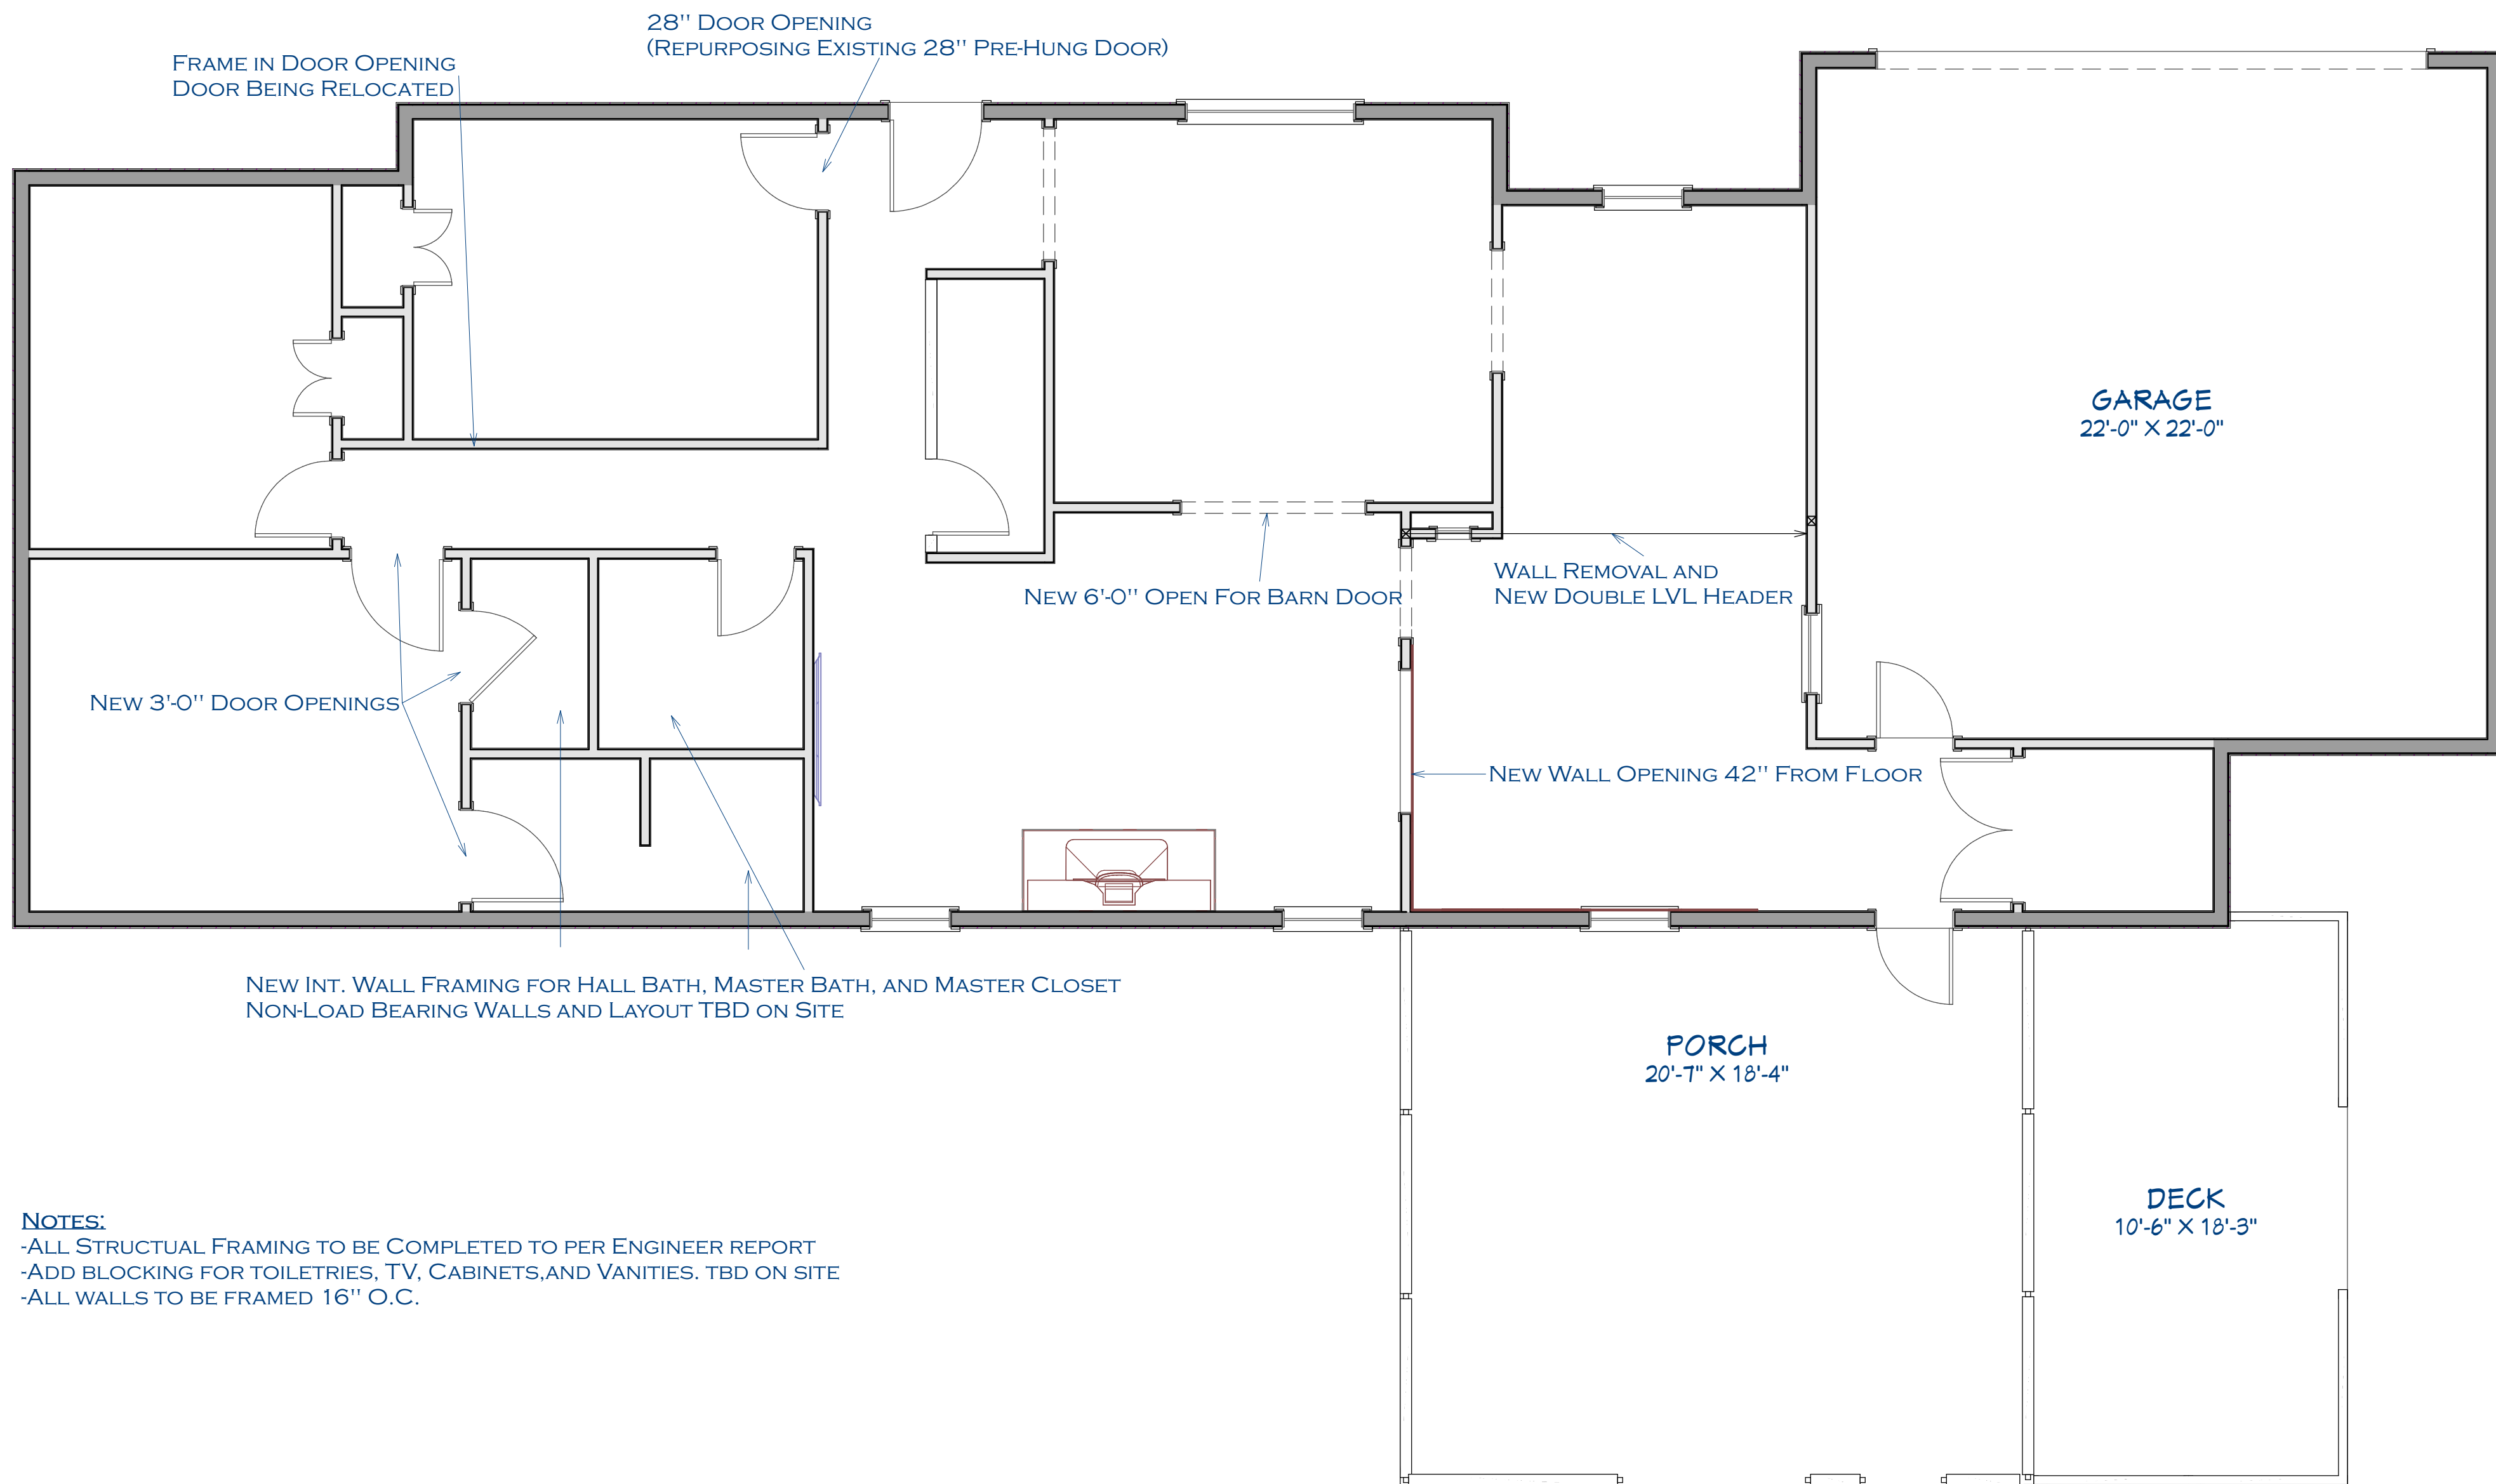 28" Door Opening
(Repurposing Existing 28" Pre-Hung Door)
Frame in Door Opening
Door Being Relocated
GARAGE
22'-0" X 22'-0"
Wall Removal and
New Double LVL Header
New 6'-0" Open For Barn Door
New 3'-0" Door Openings
New Wall Opening 42" From Floor
New Int. Wall Framing for Hall Bath, Master Bath, and Master Closet
Non-Load Bearing Walls and Layout TBD on Site
PORCH
20'-7" X 18'-4"
DECK
10'-6" X 18'-3"
Notes:
-All Structual Framing to be Completed to per Engineer report
-Add blocking for toiletries, TV, Cabinets,and Vanities. tbd on site
-All walls to be framed 16" O.C.